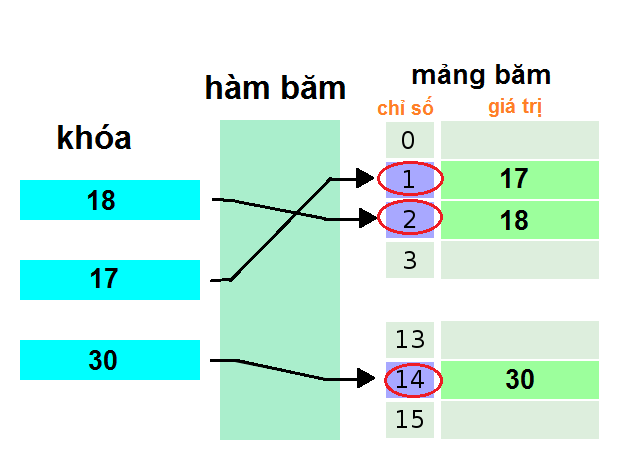 hàm băm
mảng băm
chỉ số
giá trị
khóa
0
1
17
18
2
18
17
3
30
13
14
30
15